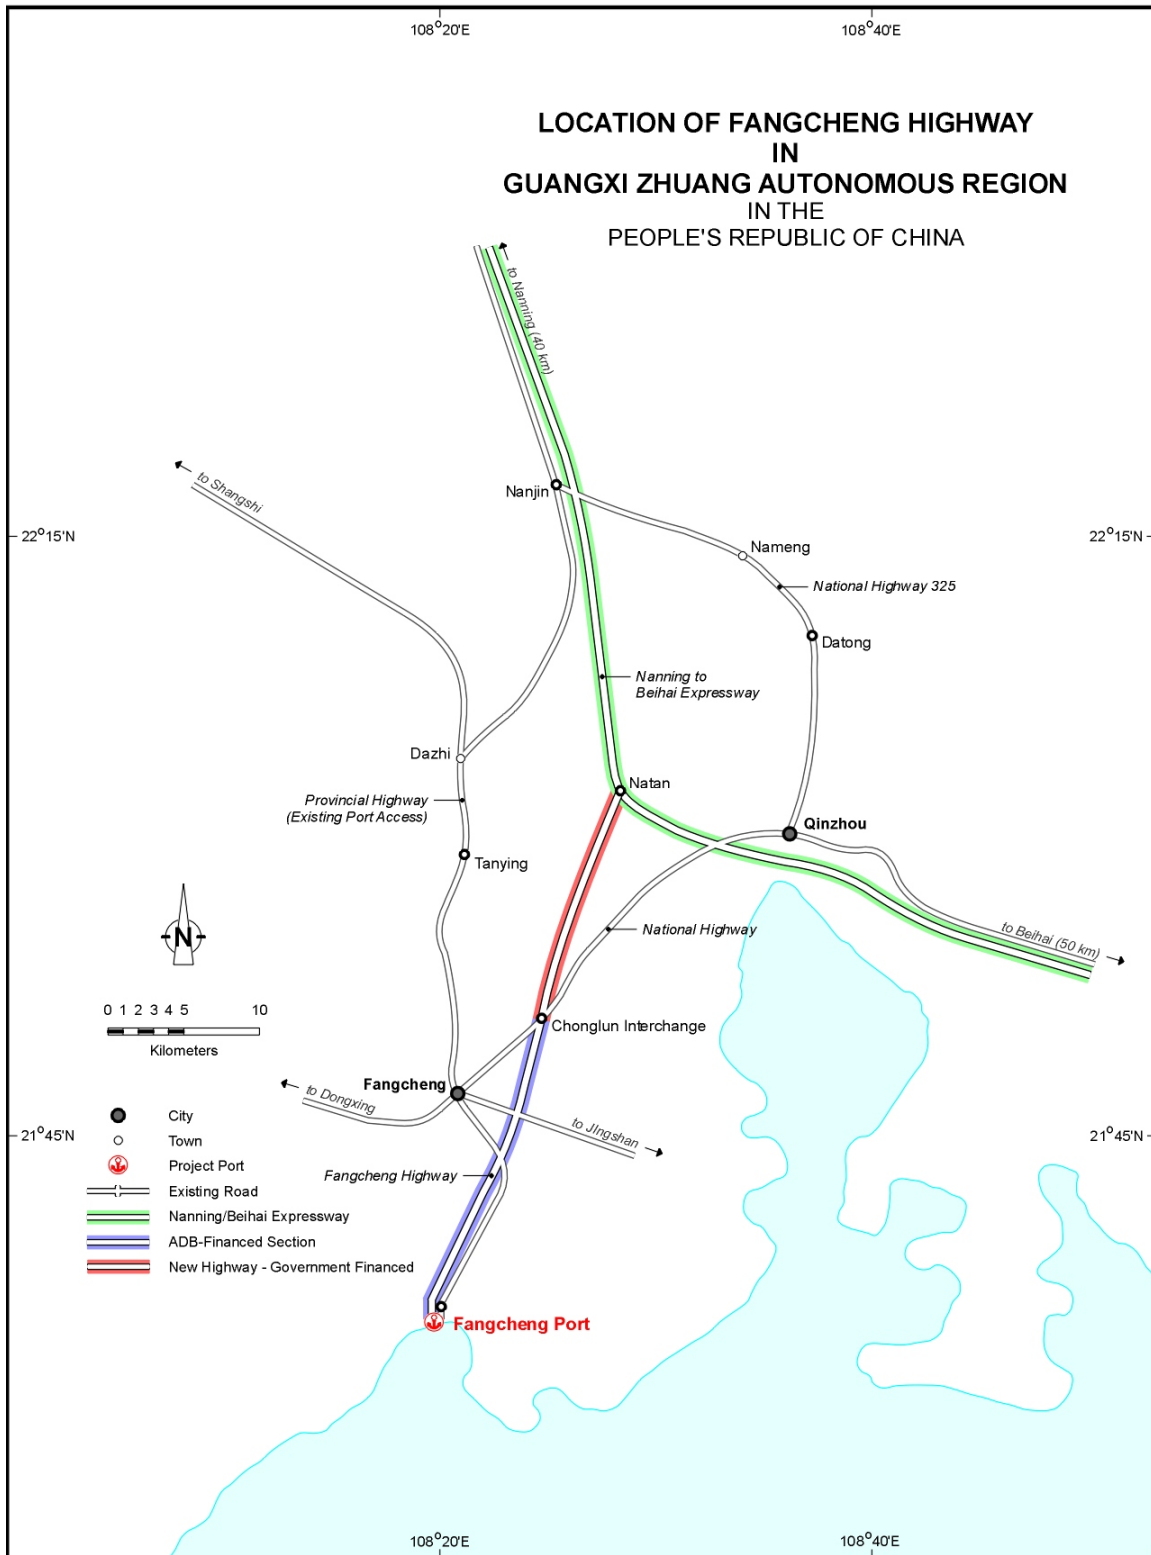 108°20'E
108°40'E
LOCATION OF FANGCHENG HIGHWAY
IN
GUANGXI ZHUANG AUTONOMOUS REGION
IN THE
PEOPLE'S REPUBLIC OF CHINA
to Nanning (40 km)
to Shangshi
Nanjin
22°15'N
22°15'N
Nameng
National Highway 325
Datong
Nanning to
Beihai Expressway
Dazhi
Natan
Provincial Highway
(Existing Port Access)
Qinzhou
Tanying
National Highway
to Beihai (50 km)
N
0 1 2 3 4 5 10
Kilometers
Chonglun Interchange
Fangcheng
to Dongxing
to JIngshan
21°45'N
21°45'N
Fangcheng Highway
City
Town
Project Port
Existing Road
Nanning/Beihai Expressway
ADB-Financed Section
New Highway - Government Financed
Fangcheng Port
108°20'E
108°40'E